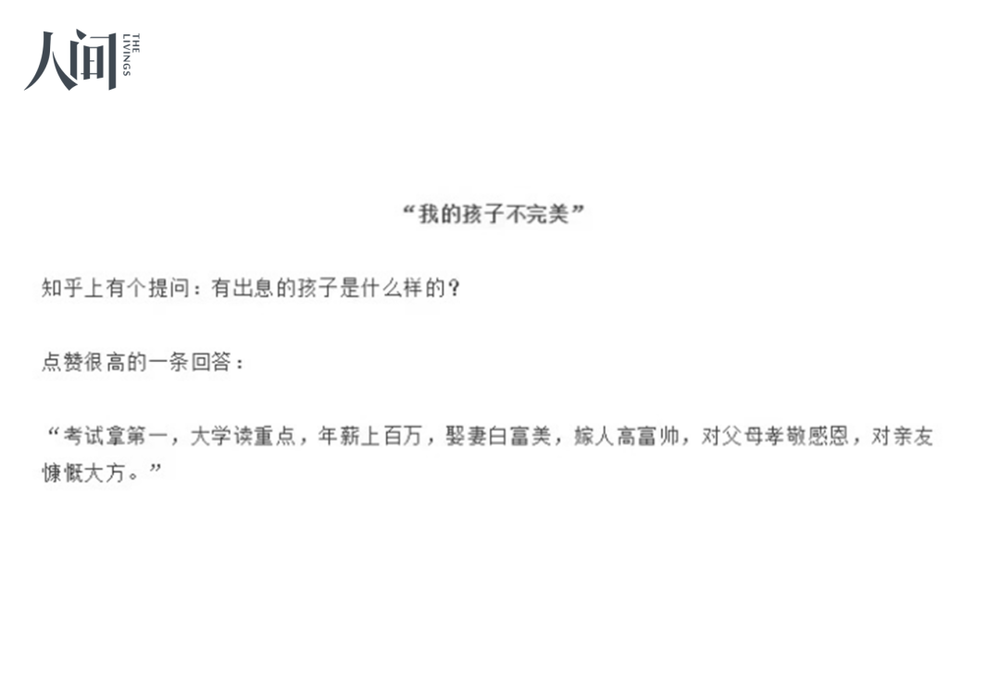 人间
THE LIVINGS
“我的孩子不完美”
知乎上有个提问：有出息的孩子是什么样的？
点赞很高的一条回答：
“考试拿第一，大学读重点，年薪上百万，娶妻白富美，嫁人高富帅，对父母孝敬感恩，对亲友
慷慨大方。”